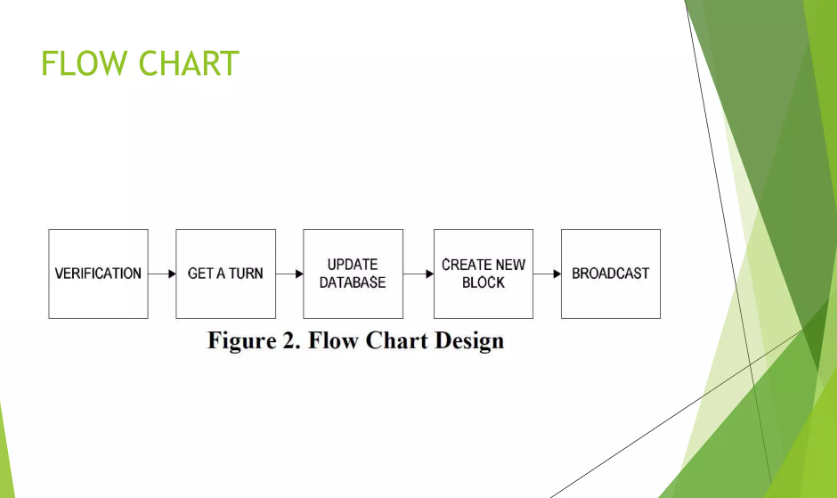 FLOW CHART
VERIFICATION
GET A TURN
UPDATE
DATABASE
CREATE NEW
BLOCK
BROADCAST
Figure 2. Flow Chart Design